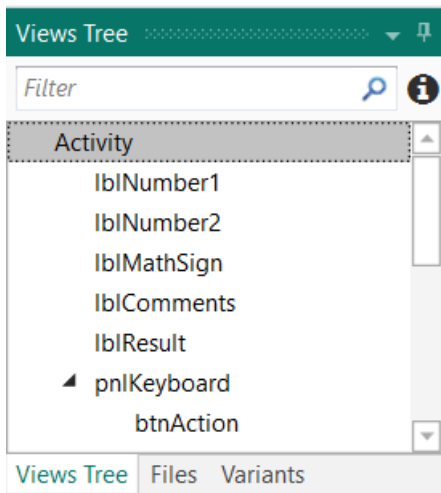 Views Tree
Filter
Activity
lblNumber1
lblNumber2
lblMathSign
lblComments
lblResult
pnlKeyboard
btnAction
Views Tree Files Variants